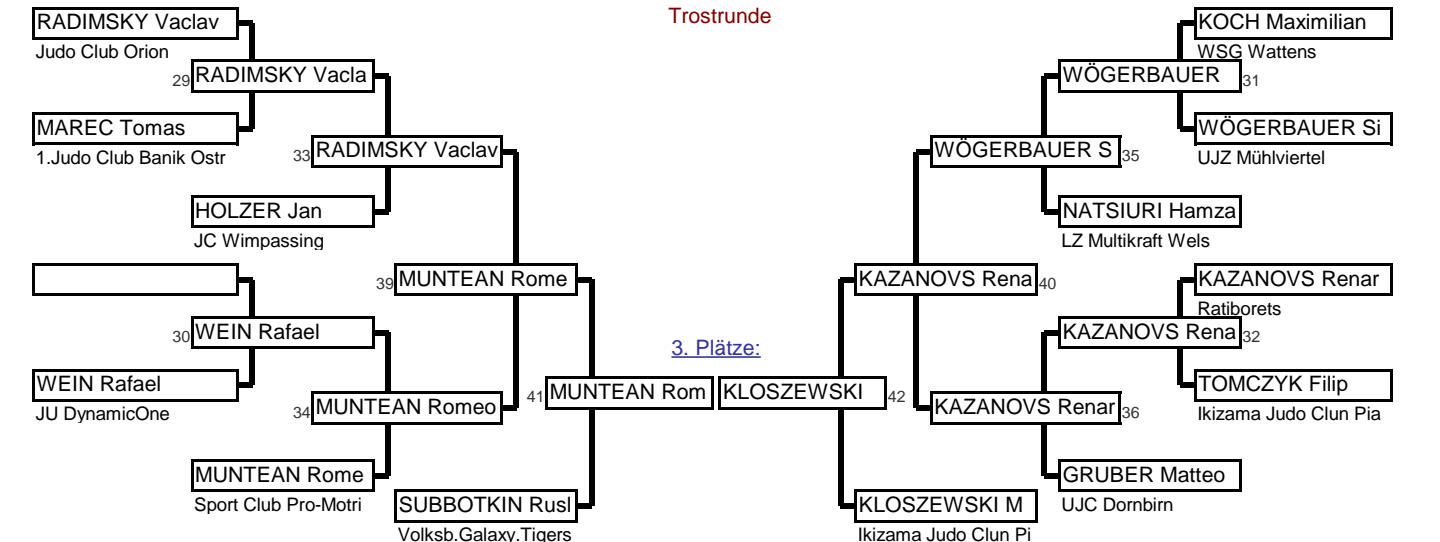 Trostrunde
RADIMSKY Vaclav
Judo Club Orion
29 RADIMSKY Vacla
MAREC Tomas
1.Judo Club Banik Ostr
33 RADIMSKY Vaclav
HOLZER Jan
JC Wimpassing
39 MUNTEAN Rome
30 WEIN Rafael
WEIN Rafael
JU DynamicOne
34 MUNTEAN Romeo
MUNTEAN Rome
Sport Club Pro-Motri
41 MUNTEAN Rom
SUBBOTKIN Rusl
Volksb.Galaxy.Tigers
3. Plätze:
KOCH Maximilian
WSG Wattens
WÖGERBAUER 31
WÖGERBAUER Si
UJZ Mühlviertel
WÖGERBAUER S 35
NATSIURI Hamza
LZ Multikraft Wels
KAZANOVS Rena 40
KAZANOVS Renar
Ratiborets
KAZANOVS Rena 32
TOMCZYK Filip
Ikizama Judo Clun Pia
KAZANOVS Renar 36
GRUBER Matteo
UJC Dornbirn
KLOSZEWSKI 42
KLOSZEWSKI M
Ikizama Judo Clun Pi